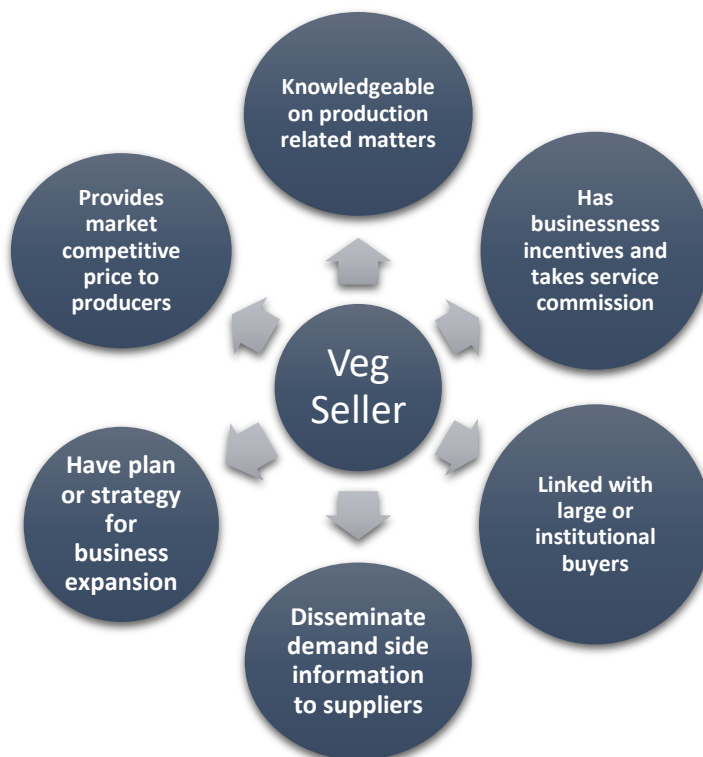 Knowledgeable
on production
related matters
Has
businessness
incentives and
takes service
commission
Linked with
large or
institutional
buyers
Disseminate
demand side
information
to suppliers
Have plan
or strategy
for
business
expansion
Provides
market
competitive
price to
producers
Veg
Seller